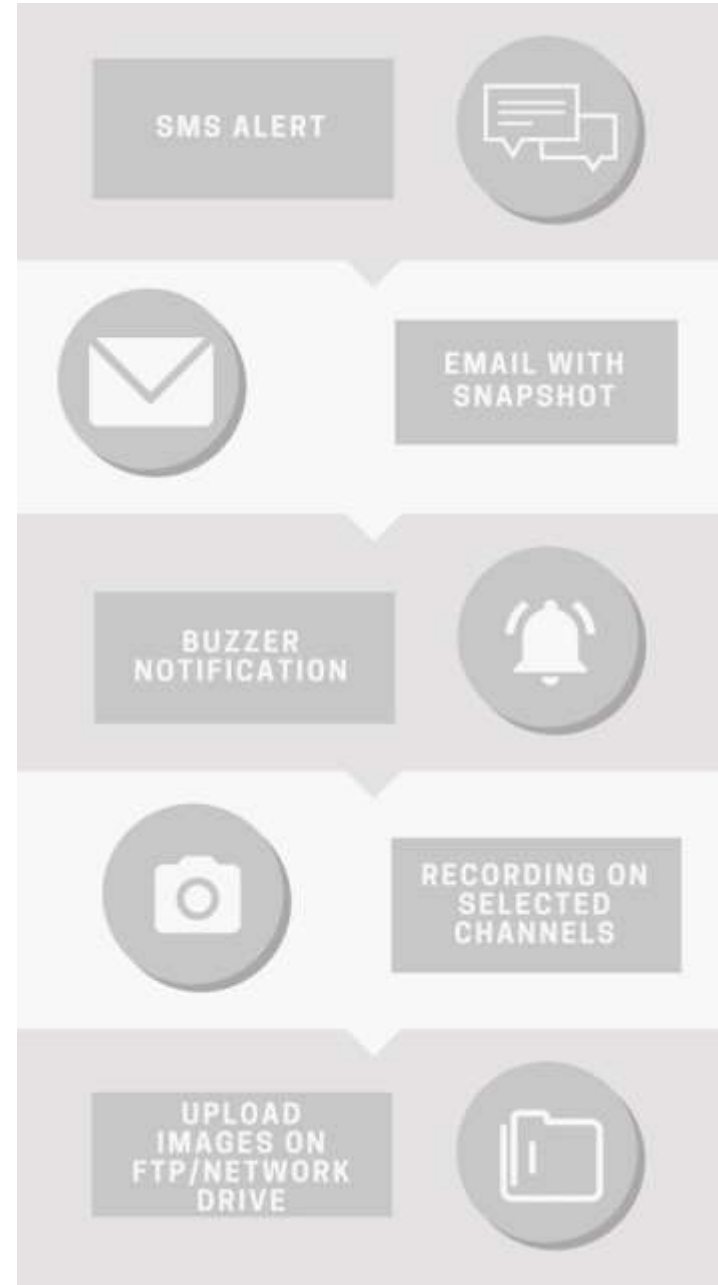 SMS ALERT
EMAIL WITH
SNAPSHOT
BUZZER
NOTIFICATION
RECORDING ON
SELECTED
CHANNELS
UPLOAD
IMAGES ON
FTP/NETWORK
DRIVE